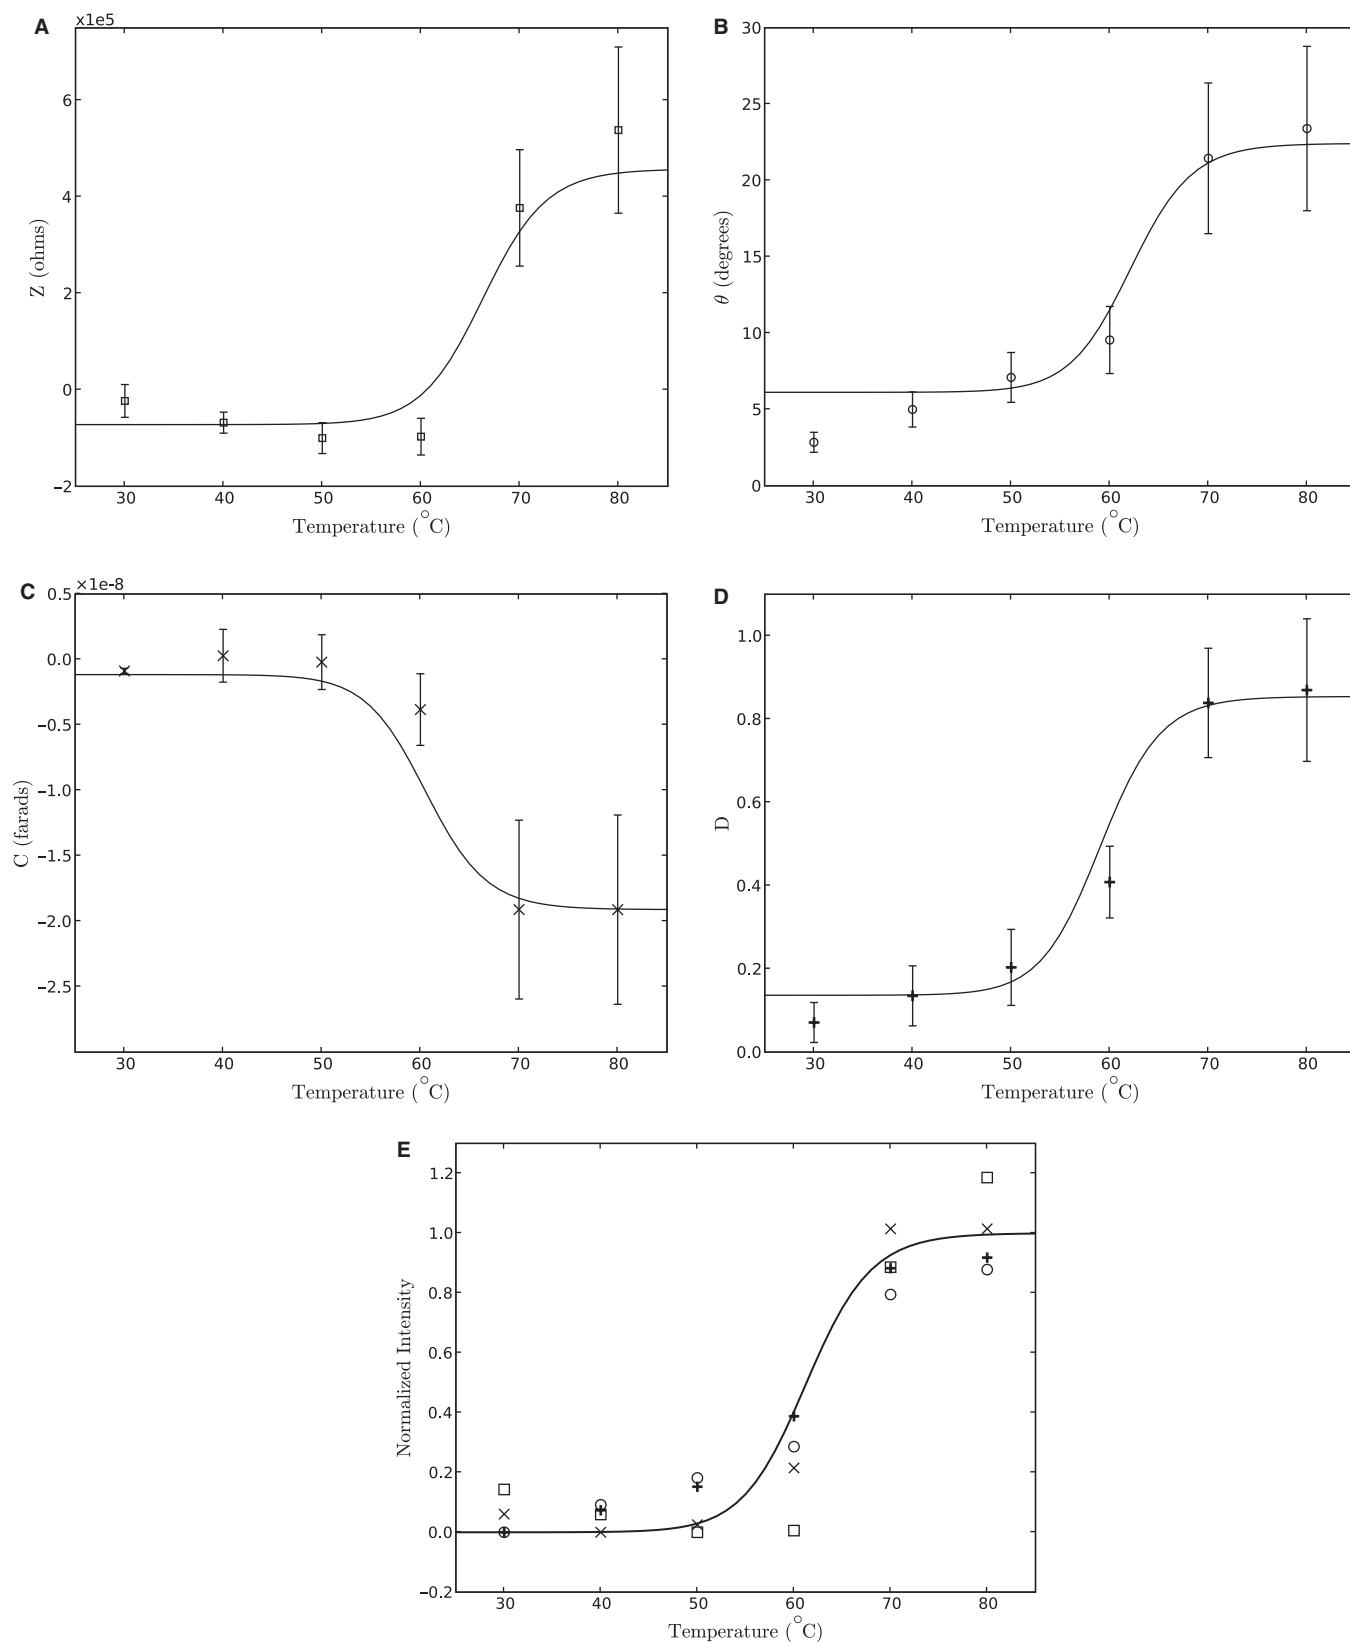 A
x1e5
6
4
2
0
−2
Z (ohms)
30 40 50 60 70 80
Temperature (°C)
B
30
25
20
15
10
5
0
θ (degrees)
30 40 50 60 70 80
Temperature (°C)
C
×1e-8
0.5
0.0
−0.5
−1.0
−1.5
−2.0
−2.5
C (farads)
30 40 50 60 70 80
Temperature (°C)
D
1.0
0.8
0.6
0.4
0.2
0.0
D
30 40 50 60 70 80
Temperature (°C)
E
1.2
1.0
0.8
0.6
0.4
0.2
0.0
−0.2
Normalized Intensity
30 40 50 60 70 80
Temperature (°C)